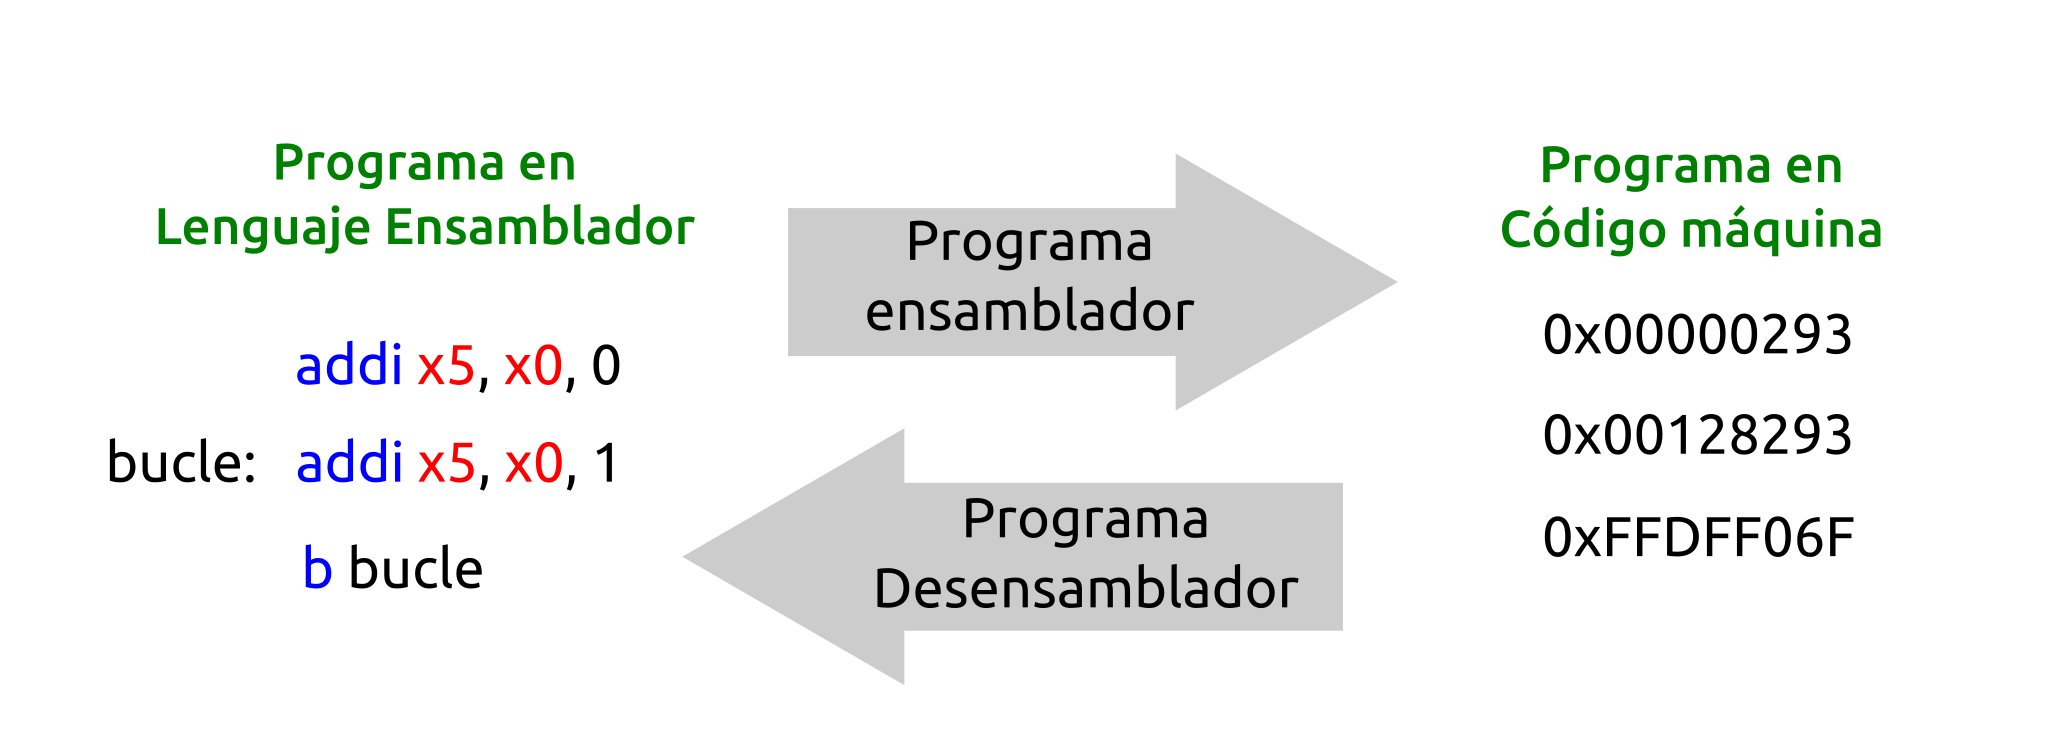 Programa en
Lenguaje Ensamblador
addi x5, x0, 0
bucle: addi x5, x0, 1
b bucle
Programa
ensamblador
Programa
Desensamblador
Programa en
Código máquina
0x00000293
0x00128293
0xFFDFF06F